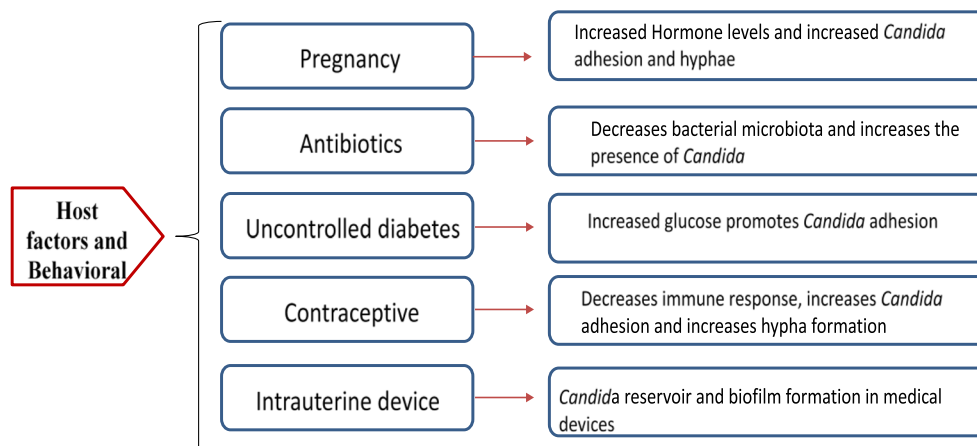 Host
factors and
Behavioral
Pregnancy
Increased Hormone levels and increased Candida
adhesion and hyphae
Antibiotics
Decreases bacterial microbiota and increases the
presence of Candida
Uncontrolled diabetes
Increased glucose promotes Candida adhesion
Contraceptive
Decreases immune response, increases Candida
adhesion and increases hypha formation
Intrauterine device
Candida reservoir and biofilm formation in medical
devices